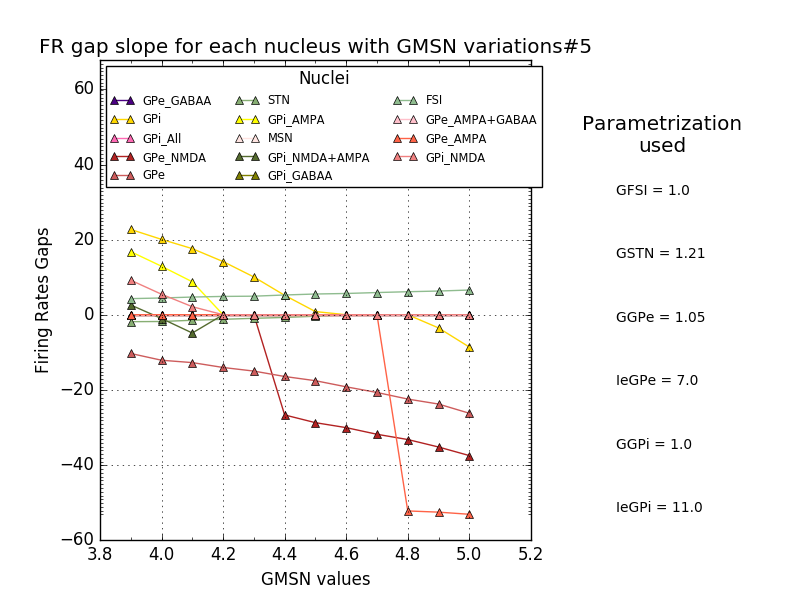 FR gap slope for each nucleus with GMSN variations#5
Nuclei
GPe_GABAA
GPi
GPi_All
GPe_NMDA
GPe
STN
GPi_AMPA
MSN
GPi_NMDA+AMPA
GPi_GABAA
FSI
GPe_AMPA+GABAA
GPe_AMPA
GPi_NMDA
60
40
20
0
−20
−40
−60
Firing Rates Gaps
3.8 4.0 4.2 4.4 4.6 4.8 5.0 5.2
GMSN values
Parametrization
used
GFSI = 1.0
GSTN = 1.21
GGPe = 1.05
IeGPe = 7.0
GGPi = 1.0
IeGPi = 11.0